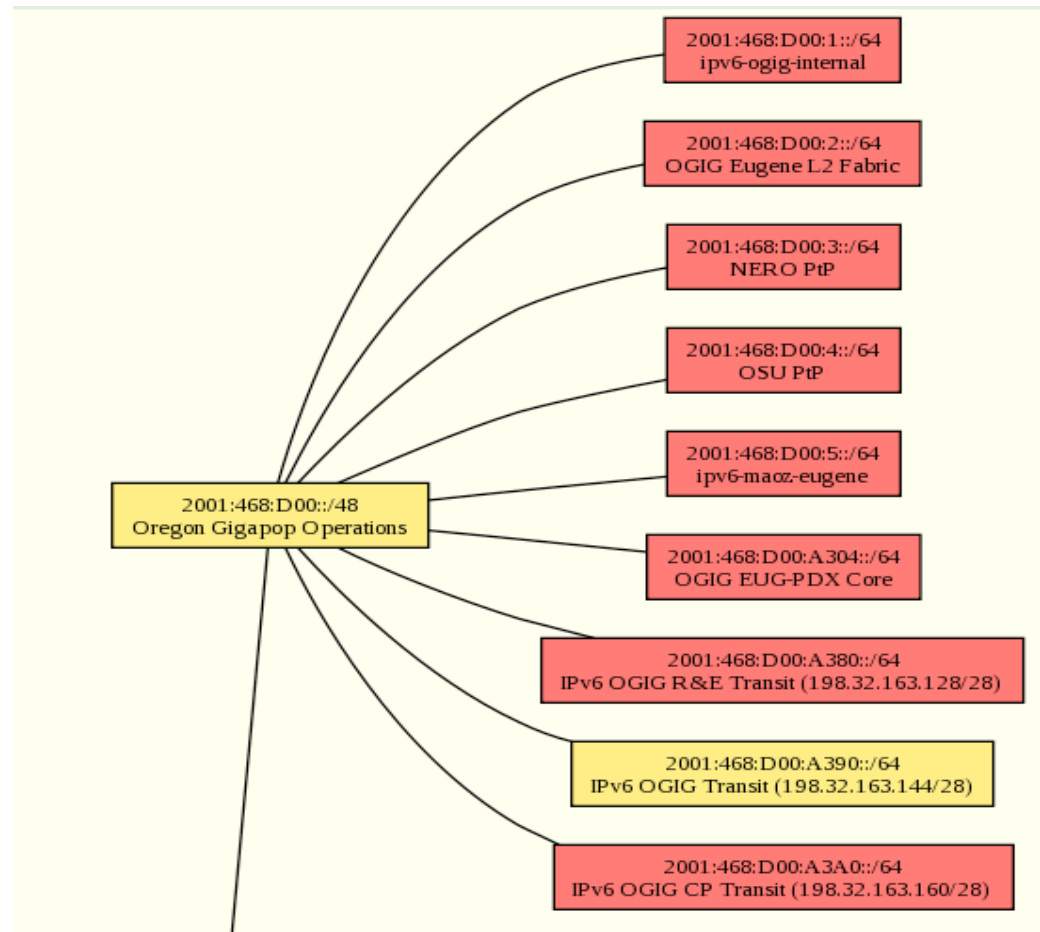 2001:468:D00:1::/64
ipv6-ogig-internal
2001:468:D00:2::/64
OGIG Eugene L2 Fabric
2001:468:D00:3::/64
NERO PtP
2001:468:D00:4::/64
OSU PtP
2001:468:D00:5::/64
ipv6-maoz-eugene
2001:468:D00::/48
Oregon Gigapop Operations
2001:468:D00:A304::/64
OGIG EUG-PDX Core
2001:468:D00:A380::/64
IPv6 OGIG R&E Transit (198.32.163.128/28)
2001:468:D00:A390::/64
IPv6 OGIG Transit (198.32.163.144/28)
2001:468:D00:A3A0::/64
IPv6 OGIG CP Transit (198.32.163.160/28)